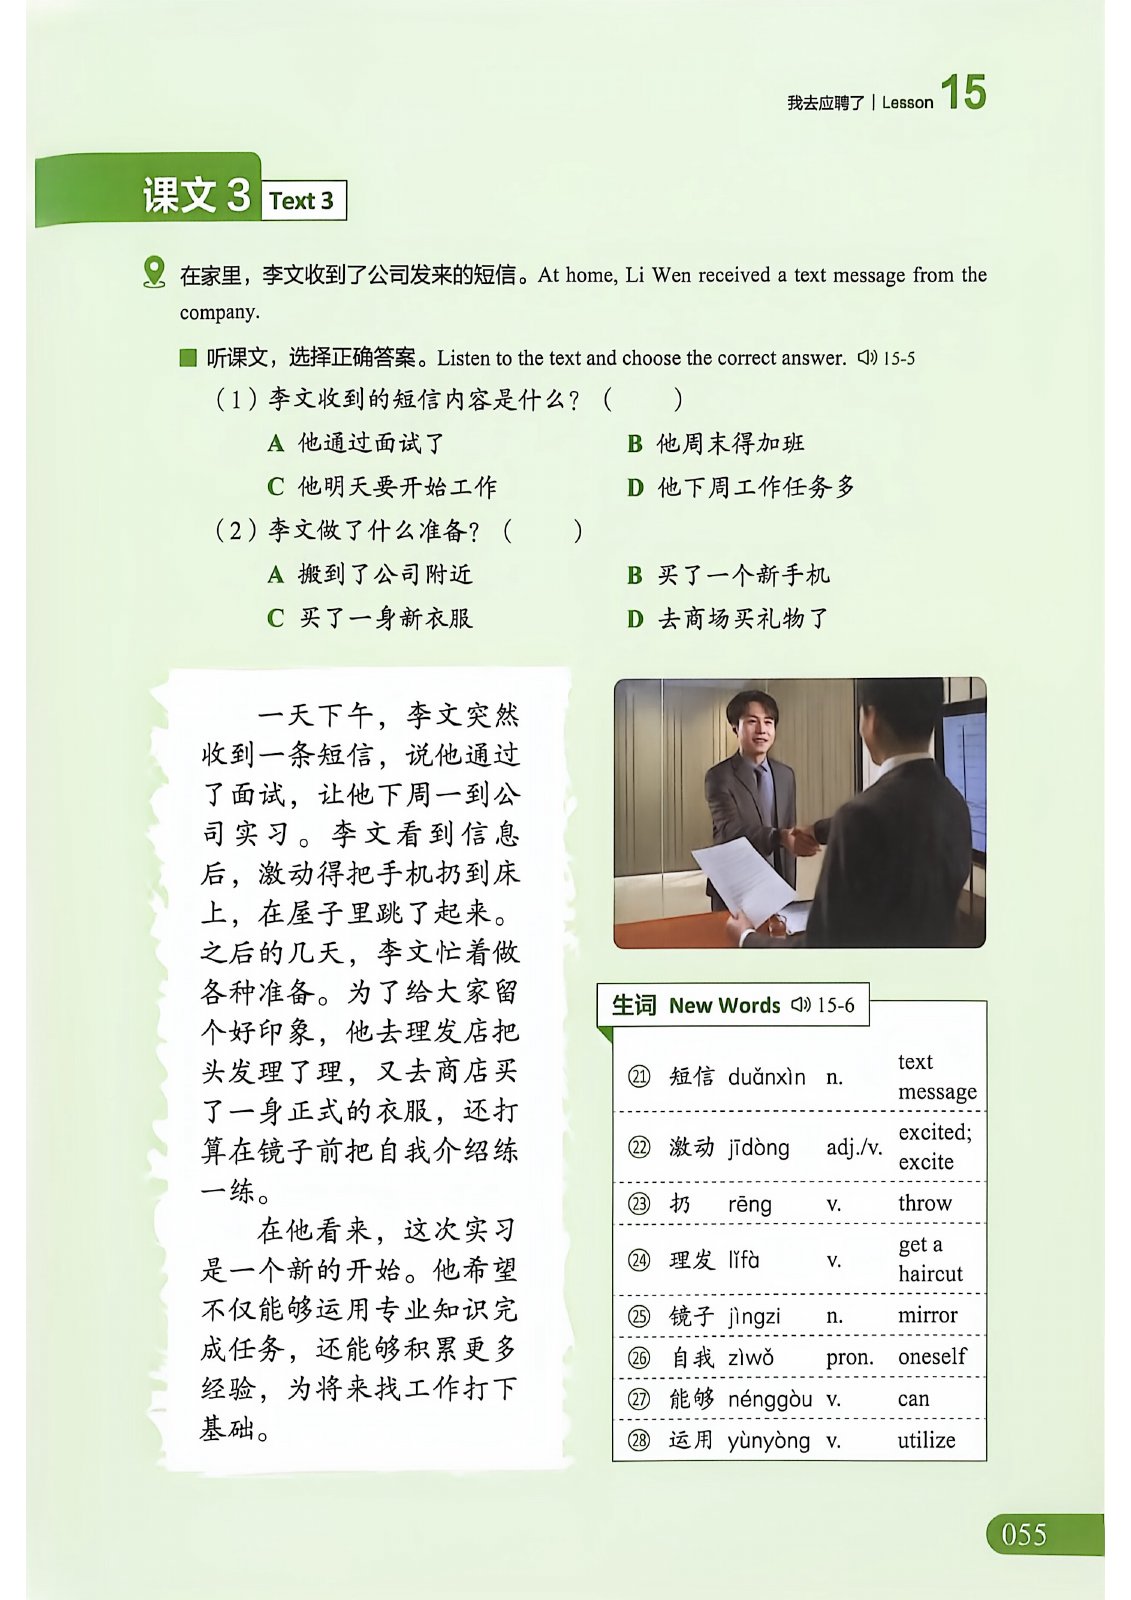 我去应聘了 | Lesson 15
课文 3 Text 3
在家里，李文收到了公司发来的短信。At home, Li Wen received a text message from the
company.
听课文，选择正确答案。Listen to the text and choose the correct answer. 15-5
（1）李文收到的短信内容是什么？（　　）
A 他通过面试了 B 他周末得加班
C 他明天要开始工作 D 他下周工作任务多
（2）李文做了什么准备？（　　）
A 搬到了公司附近 B 买了一个新手机
C 买了一身新衣服 D 去商场买礼物了
一天下午，李文突然
收到一条短信，说他通过
了面试，让他下周一到公
司实习。李文看到信息
后，激动得把手机扔到床
上，在屋子里跳了起来。
之后的几天，李文忙着做
各种准备。为了给大家留
个好印象，他去理发店把
头发理了理，又去商店买
了一身正式的衣服，还打
算在镜子前把自我介绍练
一练。
在他看来，这次实习
是一个新的开始。他希望
不仅能够运用专业知识完
成任务，还能够积累更多
经验，为将来找工作打下
基础。
生词 New Words 15-6
㉑ 短信 duǎnxìn n. text
message
㉒ 激动 jīdòng adj./v. excited;
excite
㉓ 扔 rēng v. throw
㉔ 理发 lǐfà v. get a
haircut
㉕ 镜子 jìngzi n. mirror
㉖ 自我 zìwǒ pron. oneself
㉗ 能够 nénggòu v. can
㉘ 运用 yùnyòng v. utilize
055